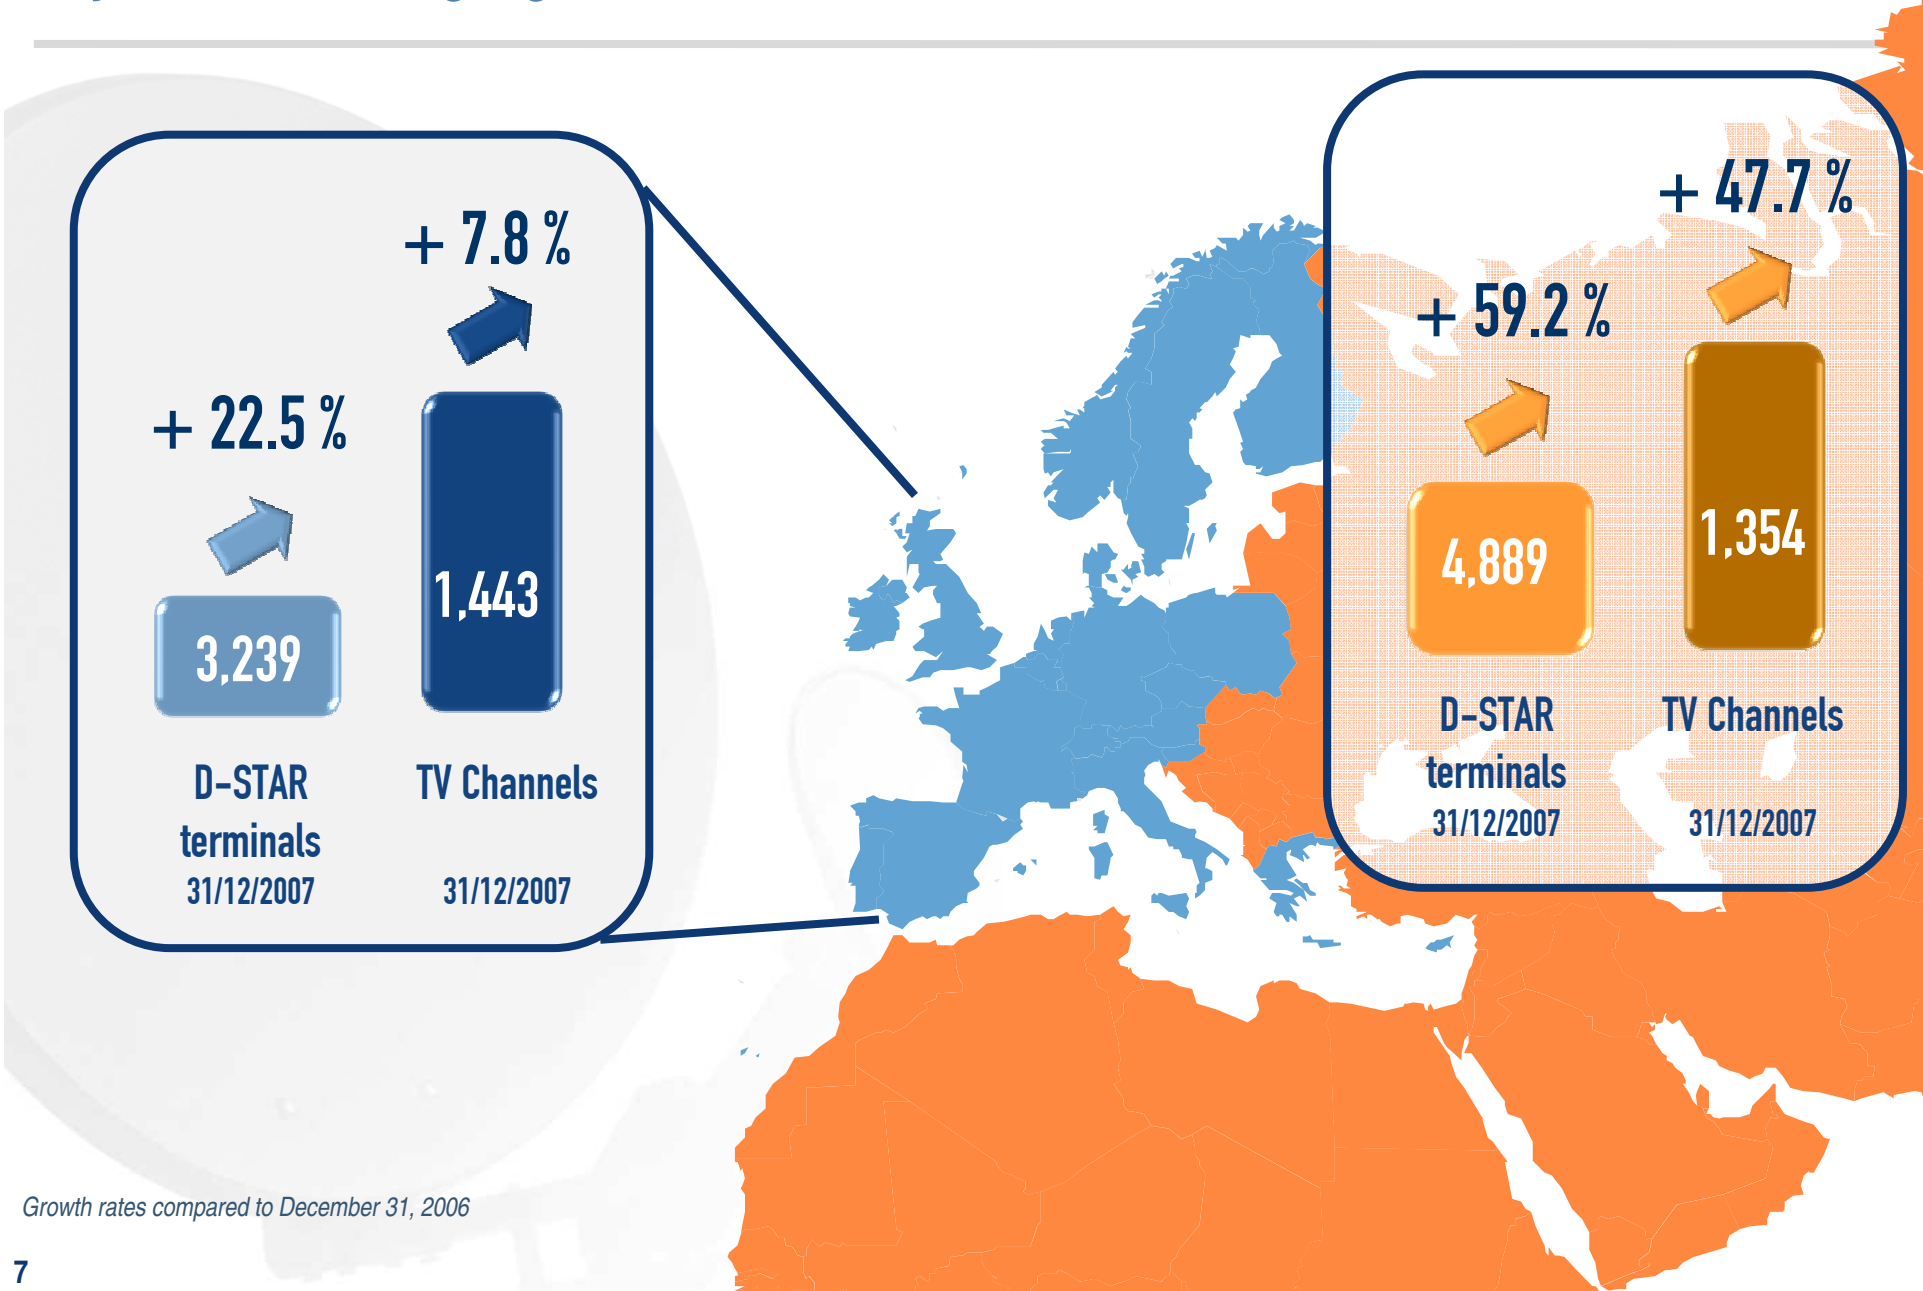 + 7.8 %
+ 22.5 %
1,443
3,239
D-STAR
terminals
31/12/2007
TV Channels
31/12/2007
+ 47.7 %
+ 59.2 %
1,354
4,889
D-STAR
terminals
31/12/2007
TV Channels
31/12/2007
Growth rates compared to December 31, 2006
7